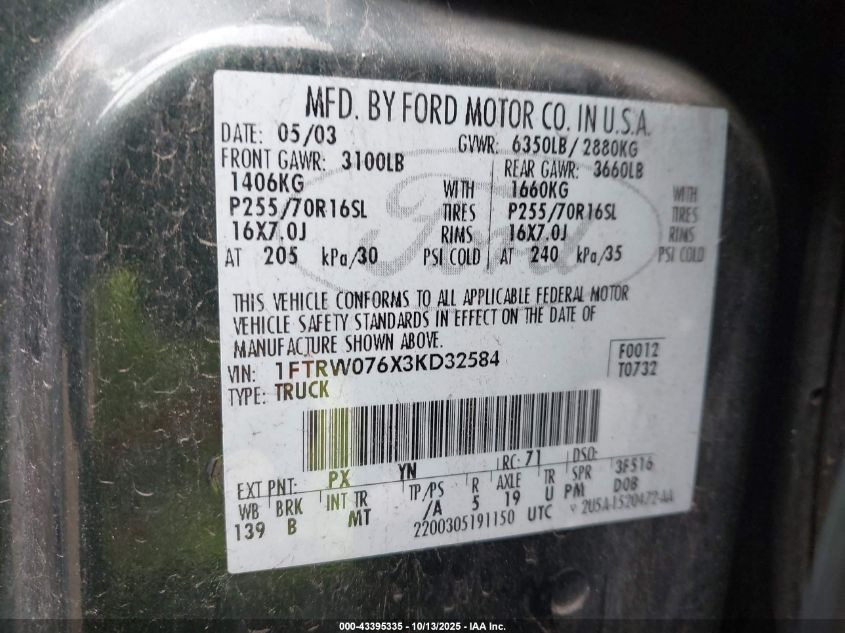 MFD. BY FORD MOTOR CO. IN U.S.A.
DATE: 05/03 GVWR: 6350LB/2880KG
FRONT GAWR: 3100LB REAR GAWR: 3660LB
1406KG WITH 1660KG WITH
P255/70R16SL TIRES P255/70R16SL TIRES
16X7.0J RIMS 16X7.0J RIMS
AT 205 kPa/30 PSI COLD AT 240 kPa/35 PSI COLD
Ford
THIS VEHICLE CONFORMS TO ALL APPLICABLE FEDERAL MOTOR
VEHICLE SAFETY STANDARDS IN EFFECT ON THE DATE OF
MANUFACTURE SHOWN ABOVE.
VIN: 1FTRW076X3KD32584 F0012
TYPE: TRUCK T0732
EXT PNT: PX YN RC: 71 DSO:
WB BRK INT TR TP/PS R AXLE TR SPR 3F516
139 B MT /A 5 19 U PM D08
2200305191150 UTC 2U5A-1520472-AA
000-43395335 - 10/13/2025 - IAA Inc.